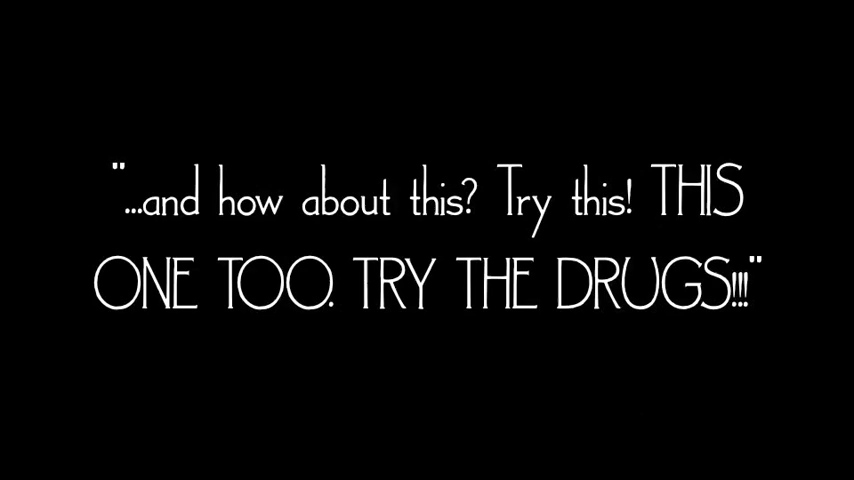 "...and how about this? Try this! THIS
ONE TOO. TRY THE DRUGS!!!"